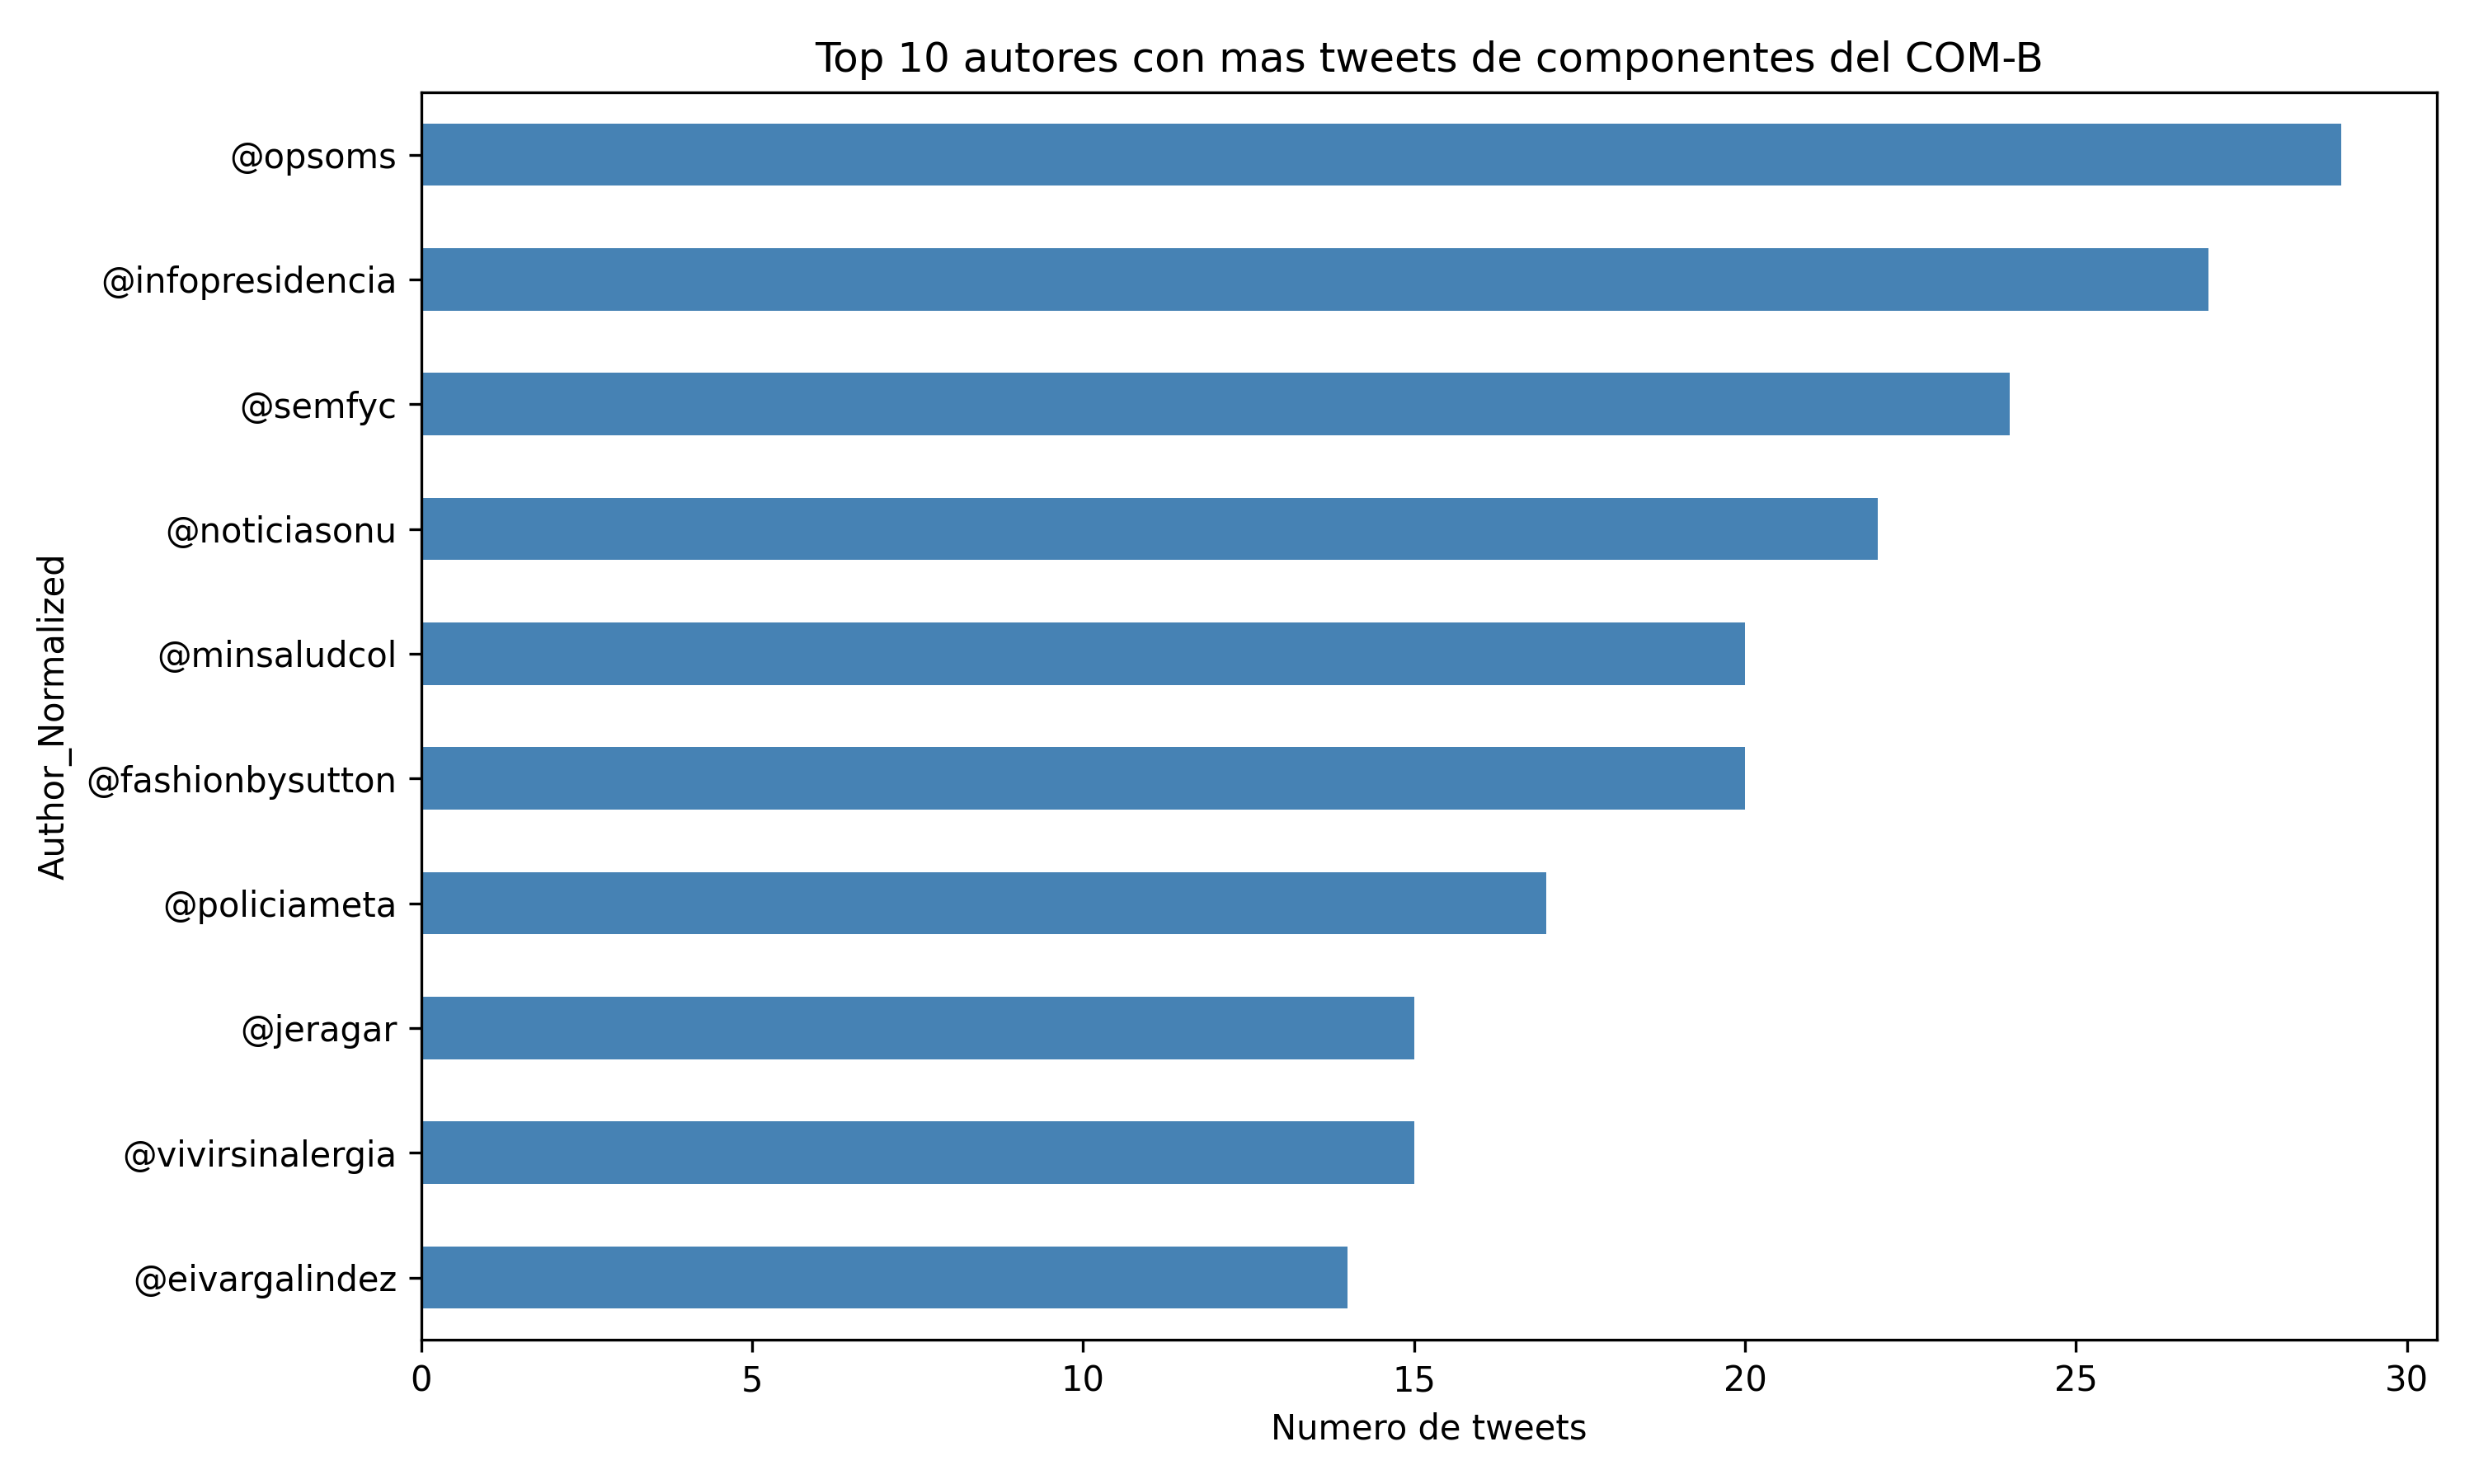 Top 10 autores con mas tweets de componentes del COM-B
Author_Normalized
@opsoms
@infopresidencia
@semfyc
@noticiasonu
@minsaludcol
@fashionbysutton
@policiameta
@jeragar
@vivirsinalergia
@eivargalindez
0 5 10 15 20 25 30
Numero de tweets